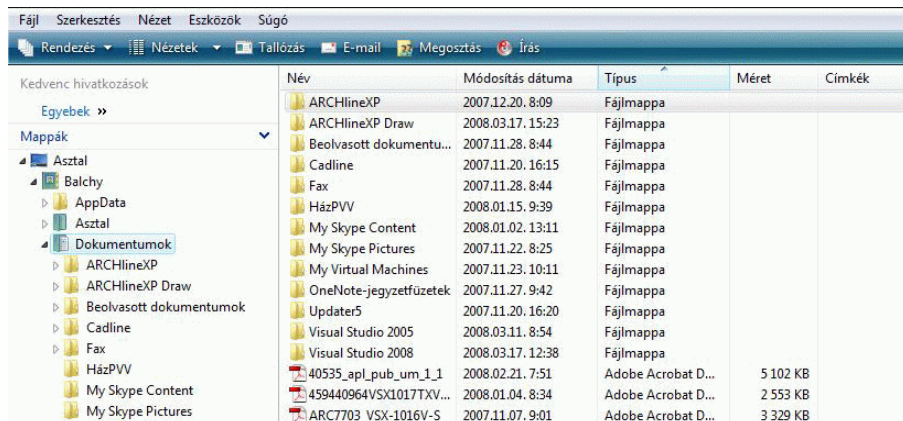 Fájl Szerkesztés Nézet Eszközök Súgó
Rendezés Nézetek Tallózás E-mail Megosztás Írás
Kedvenc hivatkozások
Egyebek »
Mappák
Asztal
Balchy
AppData
Asztal
Dokumentumok
ARCHlineXP
ARCHlineXP Draw
Beolvasott dokumentumok
Cadline
Fax
HázPVV
My Skype Content
My Skype Pictures
Név Módosítás dátuma Típus Méret Címkék
ARCHlineXP 2007.12.20. 8:09 Fájlmappa
ARCHlineXP Draw 2008.03.17. 15:23 Fájlmappa
Beolvasott dokumentu... 2007.11.28. 8:44 Fájlmappa
Cadline 2007.11.20. 16:15 Fájlmappa
Fax 2007.11.28. 8:44 Fájlmappa
HázPVV 2008.01.15. 9:39 Fájlmappa
My Skype Content 2008.01.02. 13:11 Fájlmappa
My Skype Pictures 2007.11.22. 8:25 Fájlmappa
My Virtual Machines 2007.11.23. 10:11 Fájlmappa
OneNote-jegyzetfüzetek 2007.11.27. 9:42 Fájlmappa
Updater5 2007.11.20. 16:20 Fájlmappa
Visual Studio 2005 2008.03.11. 8:54 Fájlmappa
Visual Studio 2008 2008.03.17. 12:38 Fájlmappa
40535_apl_pub_um_1_1 2008.02.21. 7:51 Adobe Acrobat D... 5 102 KB
459440964VSX1017TXV... 2008.01.04. 8:34 Adobe Acrobat D... 2 553 KB
ARC7703_VSX-1016V-S 2007.11.07. 9:01 Adobe Acrobat D... 3 329 KB